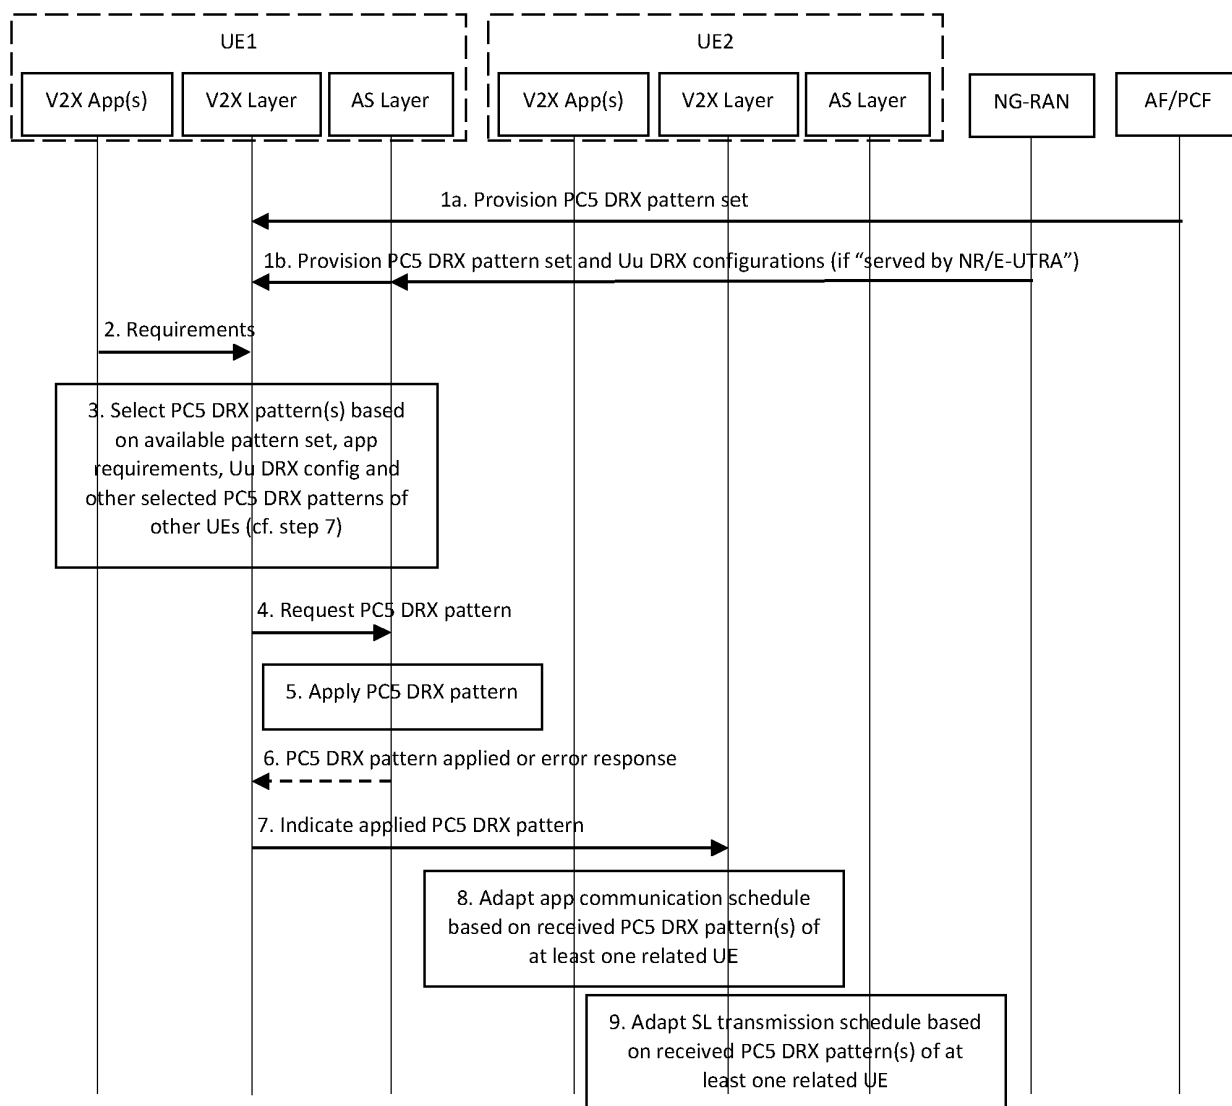 UE1
UE2
V2X App(s)
V2X Layer
AS Layer
V2X App(s)
V2X Layer
AS Layer
NG-RAN
AF/PCF
1a. Provision PC5 DRX pattern set
1b. Provision PC5 DRX pattern set and Uu DRX configurations (if “served by NR/E-UTRA”)
2. Requirements
3. Select PC5 DRX pattern(s) based
on available pattern set, app
requirements, Uu DRX config and
other selected PC5 DRX patterns of
other UEs (cf. step 7)
4. Request PC5 DRX pattern
5. Apply PC5 DRX pattern
6. PC5 DRX pattern applied or error response
7. Indicate applied PC5 DRX pattern
8. Adapt app communication schedule
based on received PC5 DRX pattern(s) of
at least one related UE
9. Adapt SL transmission schedule based
on received PC5 DRX pattern(s) of at
least one related UE